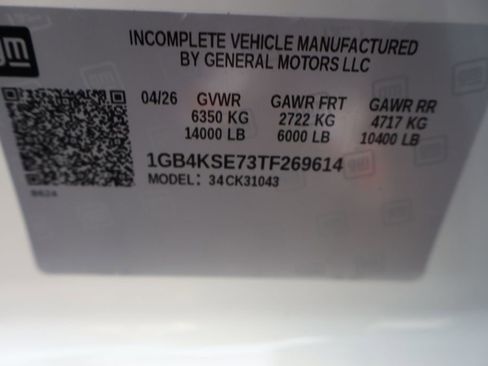 gm
INCOMPLETE VEHICLE MANUFACTURED
BY GENERAL MOTORS LLC
04/26 GVWR GAWR FRT GAWR RR
6350 KG 2722 KG 4717 KG
14000 LB 6000 LB 10400 LB
1GB4KSE73TF269614
MODEL: 34CK31043